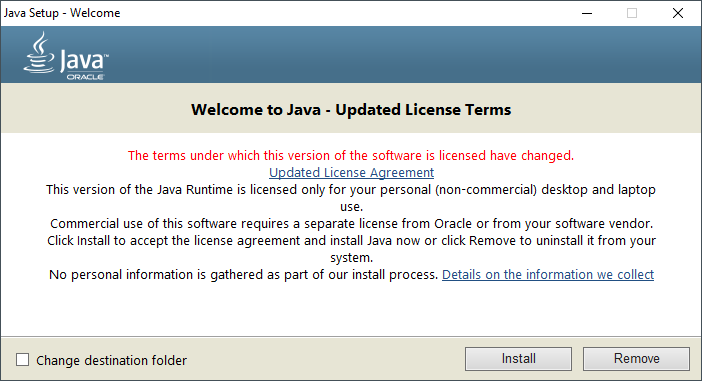 Java Setup - Welcome
Java™
ORACLE
Welcome to Java - Updated License Terms
The terms under which this version of the software is licensed have changed.
Updated License Agreement
This version of the Java Runtime is licensed only for your personal (non-commercial) desktop and laptop
use.
Commercial use of this software requires a separate license from Oracle or from your software vendor.
Click Install to accept the license agreement and install Java now or click Remove to uninstall it from your
system.
No personal information is gathered as part of our install process. Details on the information we collect
Change destination folder
Install
Remove